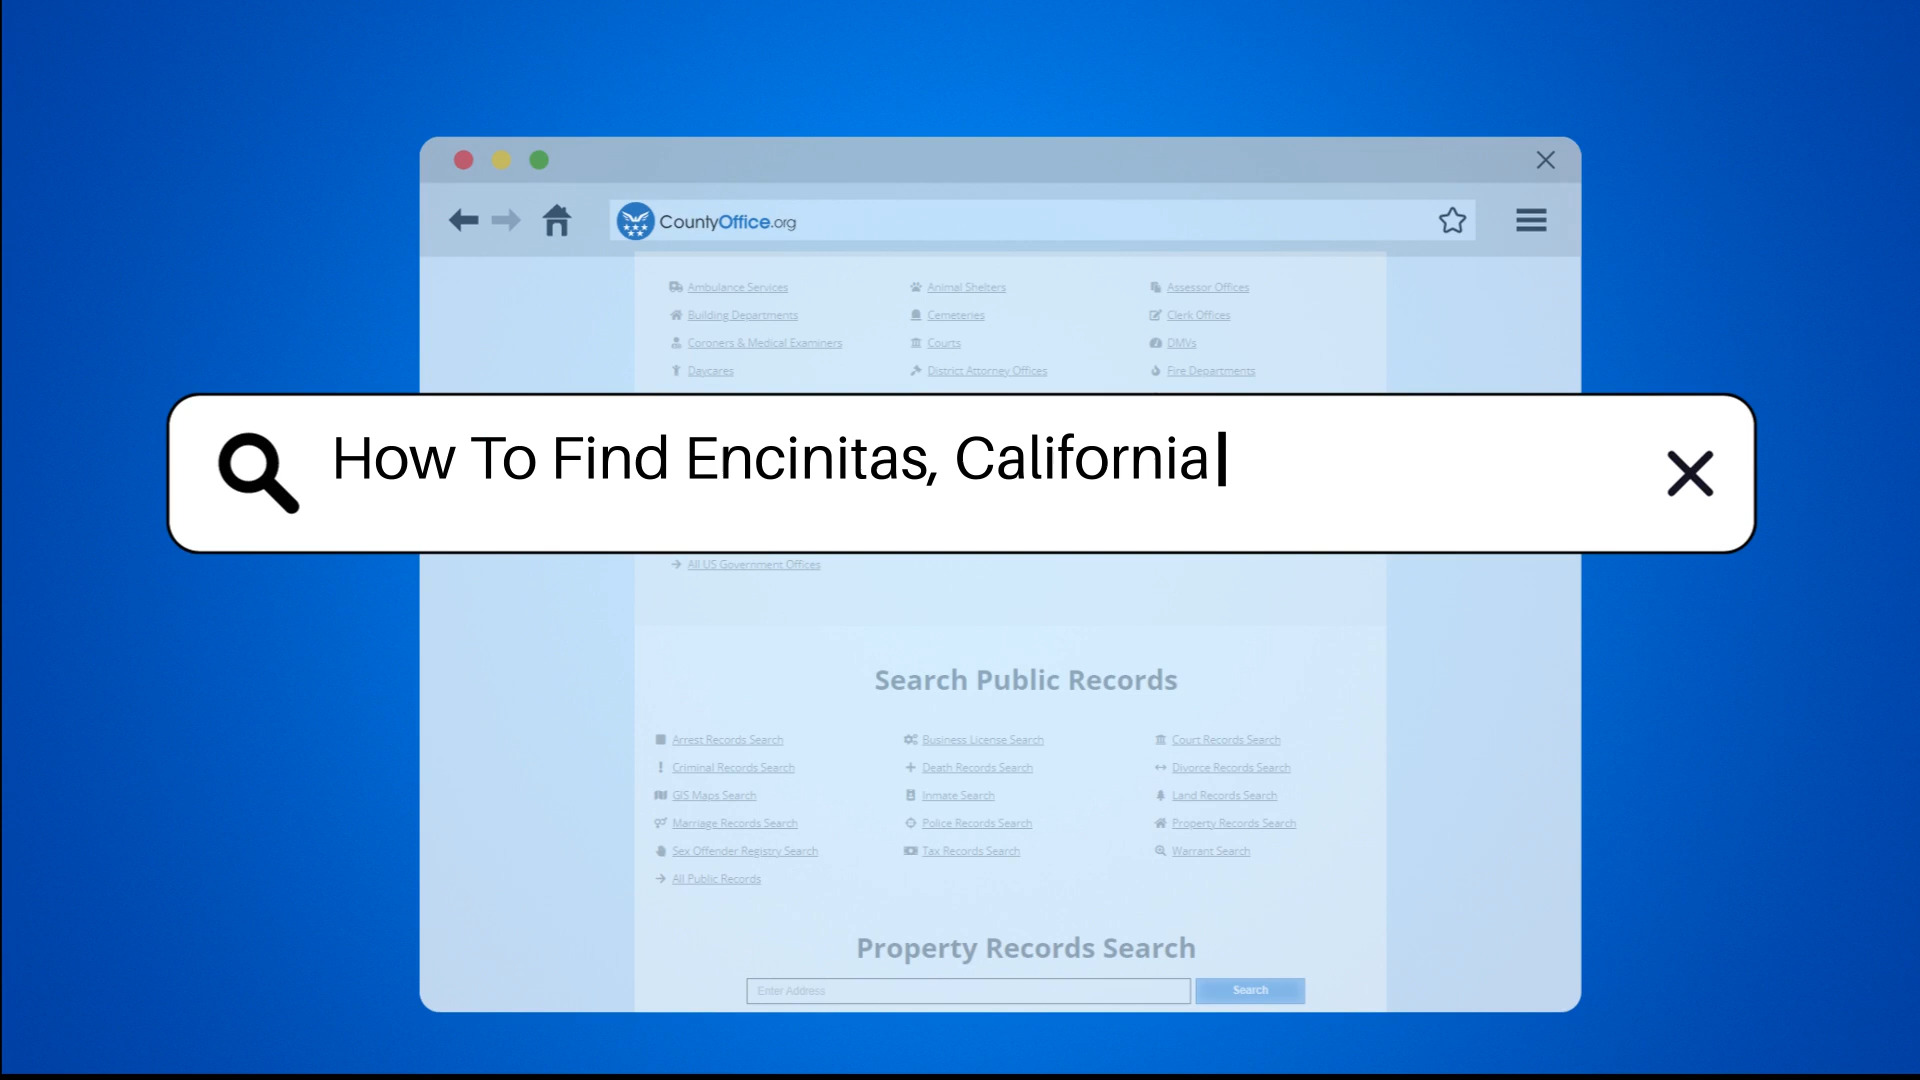 CountyOffice.org
Ambulance Services Animal Shelters Assessor Offices
Building Departments Cemeteries Clerk Offices
Coroners & Medical Examiners Courts DMVs
Daycares District Attorney Offices Fire Departments
How To Find Encinitas, California
All US Government Offices
Search Public Records
Arrest Records Search Business License Search Court Records Search
Criminal Records Search Death Records Search Divorce Records Search
GIS Maps Search Inmate Search Land Records Search
Marriage Records Search Police Records Search Property Records Search
Sex Offender Registry Search Tax Records Search Warrant Search
All Public Records
Property Records Search
Enter Address Search